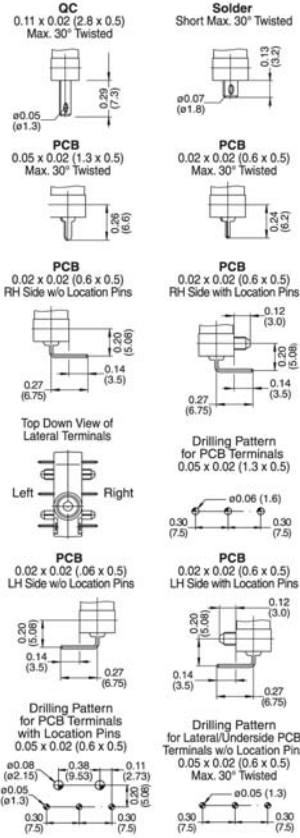 QC
0.11 x 0.02 (2.8 x 0.5)
Max. 30° Twisted
0.29
(7.3)
ø0.05
(ø1.3)
Solder
Short Max. 30° Twisted
0.13
(3.2)
ø0.07
(ø1.8)
PCB
0.05 x 0.02 (1.3 x 0.5)
Max. 30° Twisted
0.26
(6.6)
PCB
0.02 x 0.02 (0.6 x 0.5)
Max. 30° Twisted
0.24
(6.2)
PCB
0.02 x 0.02 (0.6 x 0.5)
RH Side w/o Location Pins
0.20
(5.08)
0.14
(3.5)
0.27
(6.75)
PCB
0.02 x 0.02 (0.6 x 0.5)
RH Side with Location Pins
0.12
(3.0)
0.20
(5.08)
0.14
(3.5)
0.27
(6.75)
Top Down View of
Lateral Terminals
Left
Right
Drilling Pattern
for PCB Terminals
0.05 x 0.02 (1.3 x 0.5)
ø0.06 (1.6)
0.30
(7.5)
0.30
(7.5)
PCB
0.02 x 0.02 (.06 x 0.5)
LH Side w/o Location Pins
0.20
(5.08)
0.14
(3.5)
0.27
(6.75)
PCB
0.02 x 0.02 (0.6 x 0.5)
LH Side with Location Pins
0.12
(3.0)
0.20
(5.08)
0.14
(3.5)
0.27
(6.75)
Drilling Pattern
for PCB Terminals
with Location Pins
0.05 x 0.02 (0.6 x 0.5)
ø0.08
(ø2.15)
0.38
(9.53)
0.11
(2.73)
ø0.05
(ø1.3)
0.20
(5.08)
0.30
(7.5)
0.30
(7.5)
Drilling Pattern
for Lateral/Underside PCB
Terminals w/o Location Pins
0.05 x 0.02 (0.6 x 0.5)
Max. 30° Twisted
ø0.05 (1.3)
0.30
(7.5)
0.30
(7.5)